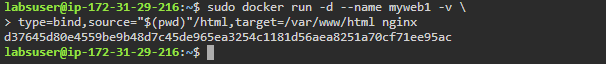 labsuser@ip-172-31-29-216:~$ sudo docker run -d --name myweb1 -v \
> type=bind,source="$(pwd)"/html,target=/var/www/html nginx
d37645d80e4559be9b48d7c45de965ea3254c1181d56aea8251a70cf71ee95ac
labsuser@ip-172-31-29-216:~$